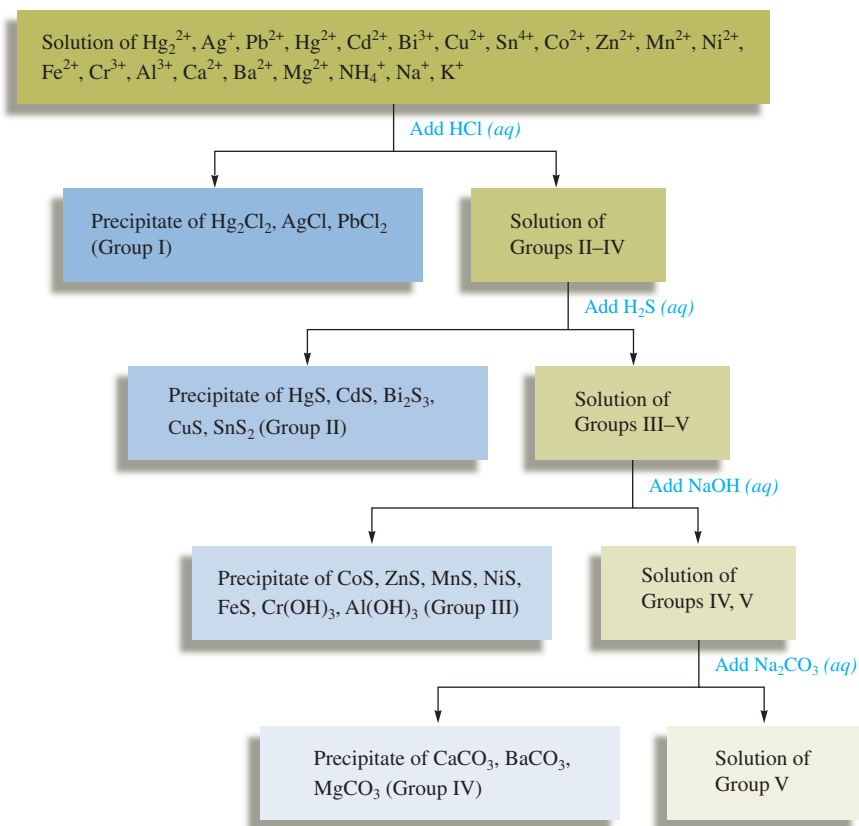 Solution of Hg₂²⁺, Ag⁺, Pb²⁺, Hg²⁺, Cd²⁺, Bi³⁺, Cu²⁺, Sn⁴⁺, Co²⁺, Zn²⁺, Mn²⁺, Ni²⁺,
Fe²⁺, Cr³⁺, Al³⁺, Ca²⁺, Ba²⁺, Mg²⁺, NH₄⁺, Na⁺, K⁺
Add HCl (aq)
Precipitate of Hg₂Cl₂, AgCl, PbCl₂
(Group I)
Solution of
Groups II–IV
Add H₂S (aq)
Precipitate of HgS, CdS, Bi₂S₃,
CuS, SnS₂ (Group II)
Solution of
Groups III–V
Add NaOH (aq)
Precipitate of CoS, ZnS, MnS, NiS,
FeS, Cr(OH)₃, Al(OH)₃ (Group III)
Solution of
Groups IV, V
Add Na₂CO₃ (aq)
Precipitate of CaCO₃, BaCO₃,
MgCO₃ (Group IV)
Solution of
Group V